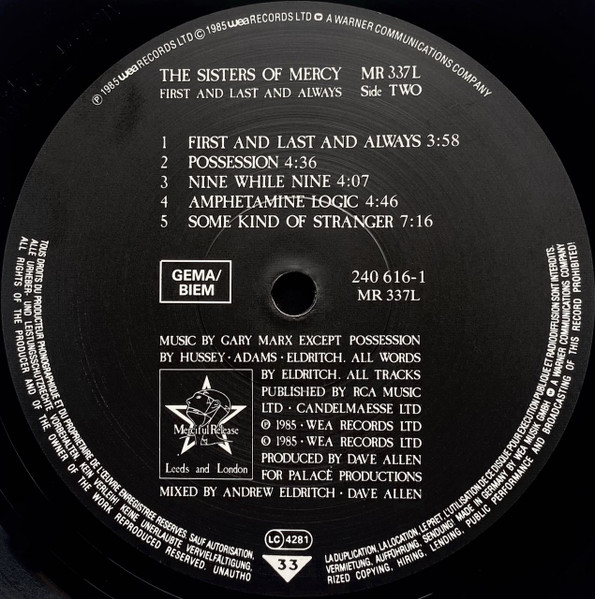 ℗ 1985 wea RECORDS LTD © 1985 wea RECORDS LTD A WARNER COMMUNICATIONS COMPANY
THE SISTERS OF MERCY MR 337L
FIRST AND LAST AND ALWAYS Side TWO
1 FIRST AND LAST AND ALWAYS 3:58
2 POSSESSION 4:36
3 NINE WHILE NINE 4:07
4 AMPHETAMINE LOGIC 4:46
5 SOME KIND OF STRANGER 7:16
GEMA/
BIEM
240 616-1
MR 337L
MUSIC BY GARY MARX EXCEPT POSSESSION
BY HUSSEY · ADAMS · ELDRITCH. ALL WORDS
BY ELDRITCH. ALL TRACKS
PUBLISHED BY RCA MUSIC
LTD · CANDELMAESSE LTD
℗ 1985 · WEA RECORDS LTD
© 1985 · WEA RECORDS LTD
PRODUCED BY DAVE ALLEN
FOR PALACE PRODUCTIONS
MIXED BY ANDREW ELDRITCH · DAVE ALLEN
Merciful Release
Leeds and London
TOUS DROITS DU PRODUCTEUR PHONOGRAPHIQUE ET DU PROPRIETAIRE DE L'ŒUVRE ENREGISTREE RESERVES. SAUF AUTORISATION,
ALLE URHEBER- UND LEISTUNGSSCHUTZRECHTE VORBEHALTEN. KEIN VERLEIH! KEINE UNERLAUBTE VERVIELFÄLTIGUNG,
ALL RIGHTS OF THE PRODUCER AND OF THE OWNER OF THE WORK REPRODUCED RESERVED. UNAUTHO
LC 4281
33
LA DUPLICATION, LA LOCATION, LE PRET, L'UTILISATION DE CE DISQUE POUR EXECUTION PUBLIQUE ET RADIODIFFUSION SONT INTERDITS.
VERMIETUNG, AUFFÜHRUNG, SENDUNG! MADE IN GERMANY BY WEA MUSIK GMBH A WARNER COMMUNICATIONS COMPANY
RIZED COPYING, HIRING, LENDING, PUBLIC PERFORMANCE AND BROADCASTING OF THIS RECORD PROHIBITED!